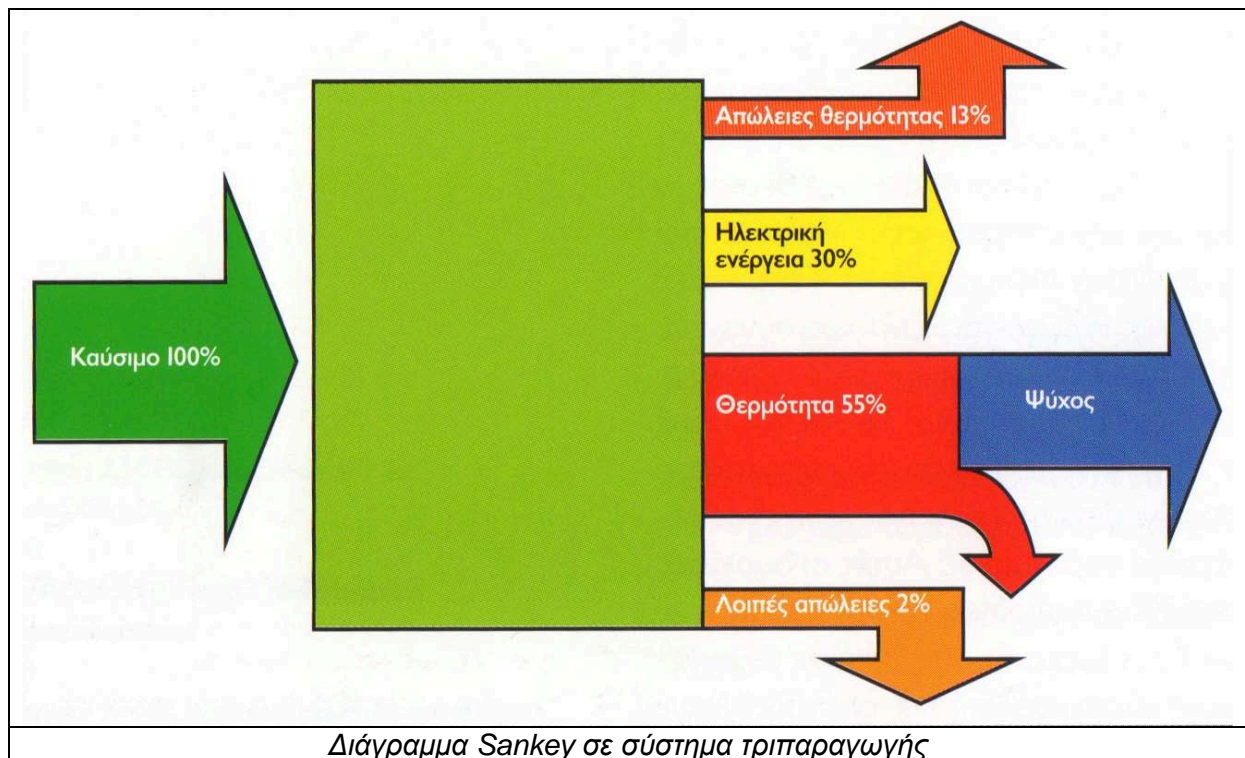 Απώλειες θερμότητας 13%
Ηλεκτρική
ενέργεια 30%
Καύσιμο 100%
Θερμότητα 55%
Ψύχος
Λοιπές απώλειες 2%
Διάγραμμα Sankey σε σύστημα τριπαραγωγής